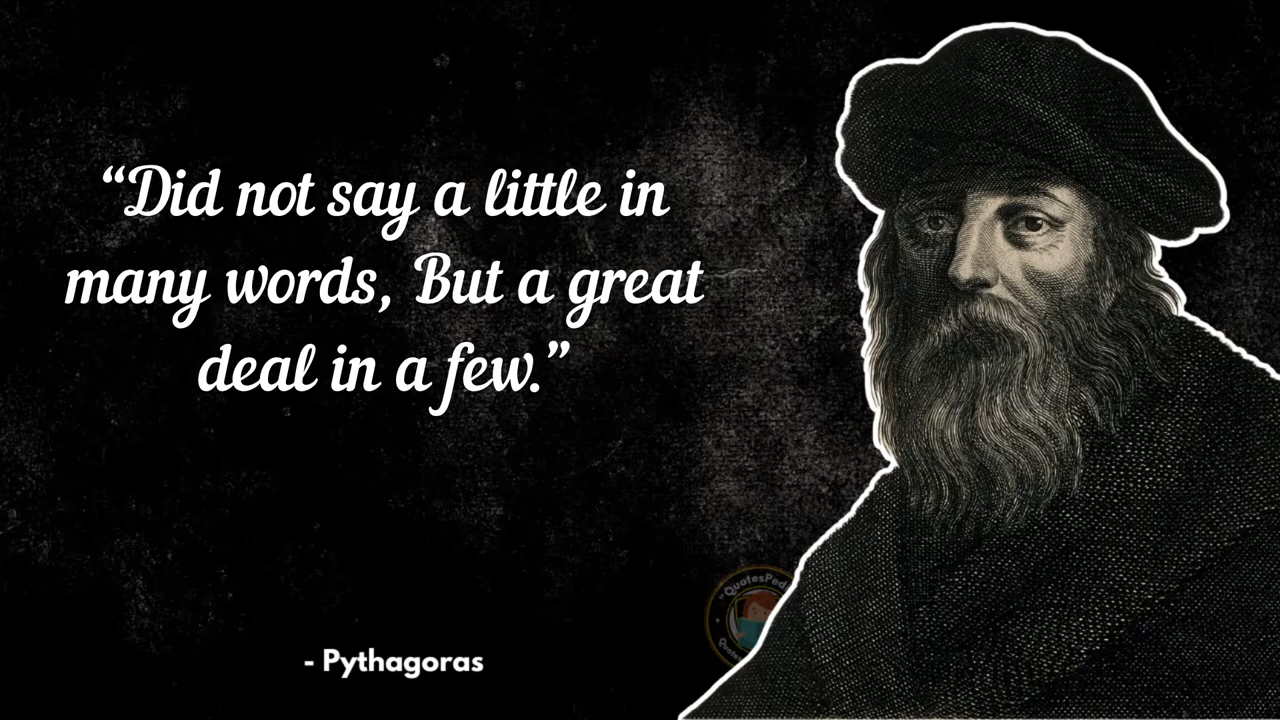 “Did not say a little in
many words, But a great
deal in a few.”
- Pythagoras